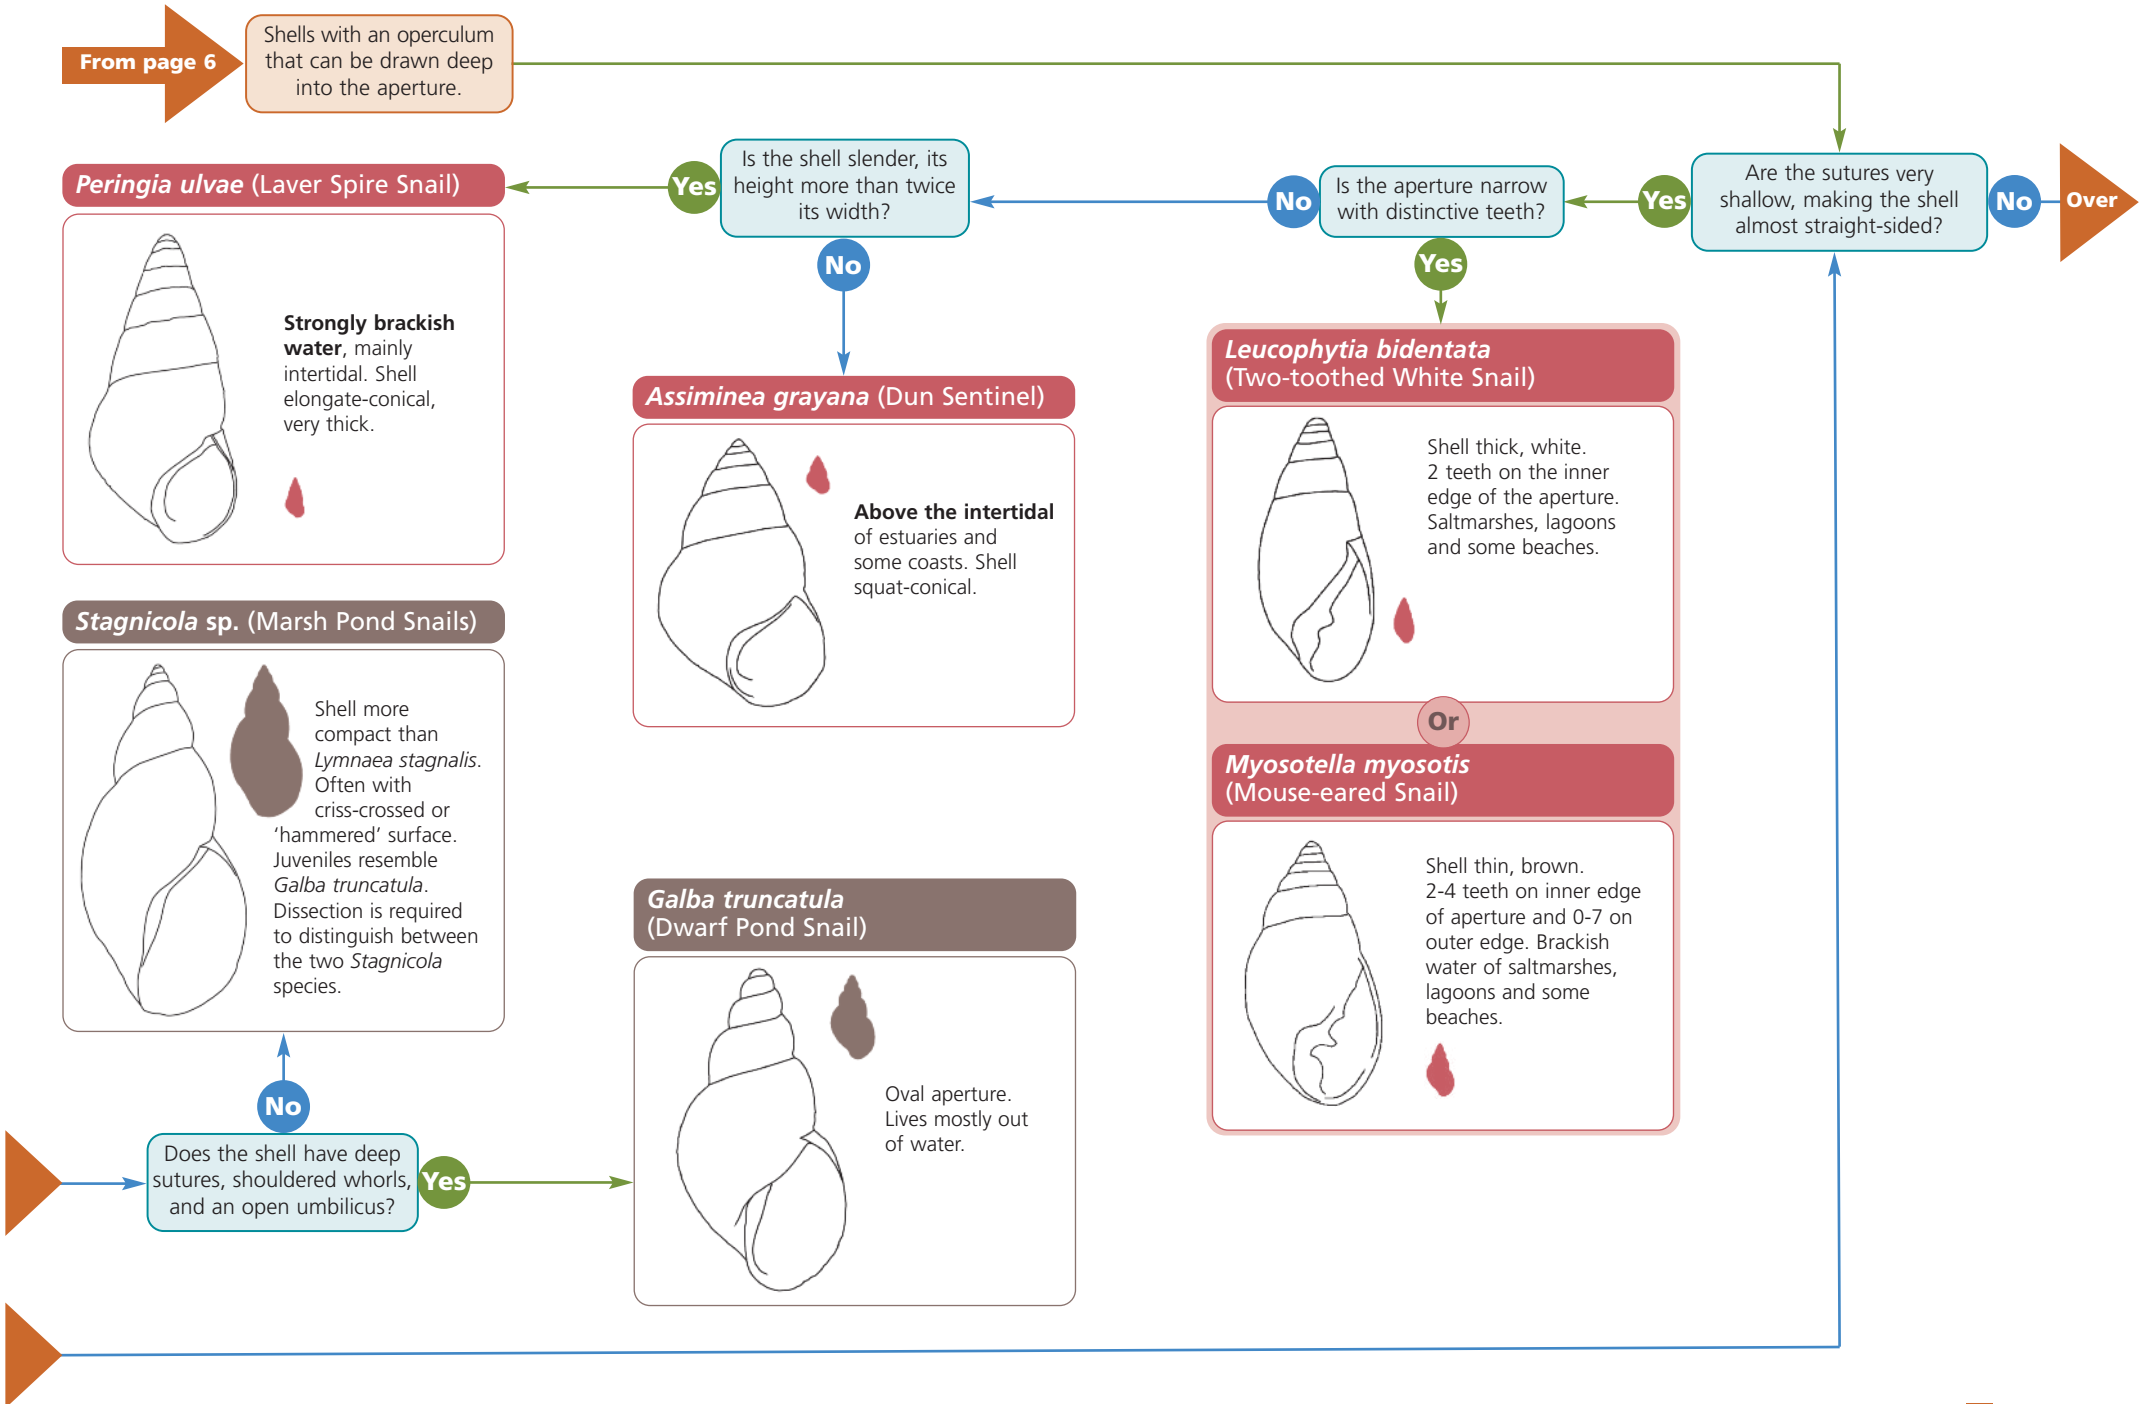 From page 6
Shells with an operculum
that can be drawn deep
into the aperture.
Are the sutures very
shallow, making the shell
almost straight-sided?
No
Over
Yes
Is the aperture narrow
with distinctive teeth?
No
Yes
Is the shell slender, its
height more than twice
its width?
Yes
No
Peringia ulvae (Laver Spire Snail)
Strongly brackish
water, mainly
intertidal. Shell
elongate-conical,
very thick.
Assiminea grayana (Dun Sentinel)
Above the intertidal
of estuaries and
some coasts. Shell
squat-conical.
Leucophytia bidentata
(Two-toothed White Snail)
Shell thick, white.
2 teeth on the inner
edge of the aperture.
Saltmarshes, lagoons
and some beaches.
Or
Myosotella myosotis
(Mouse-eared Snail)
Shell thin, brown.
2-4 teeth on inner edge
of aperture and 0-7 on
outer edge. Brackish
water of saltmarshes,
lagoons and some
beaches.
Stagnicola sp. (Marsh Pond Snails)
Shell more
compact than
Lymnaea stagnalis.
Often with
criss-crossed or
‘hammered’ surface.
Juveniles resemble
Galba truncatula.
Dissection is required
to distinguish between
the two Stagnicola
species.
No
Does the shell have deep
sutures, shouldered whorls,
and an open umbilicus?
Yes
Galba truncatula
(Dwarf Pond Snail)
Oval aperture.
Lives mostly out
of water.